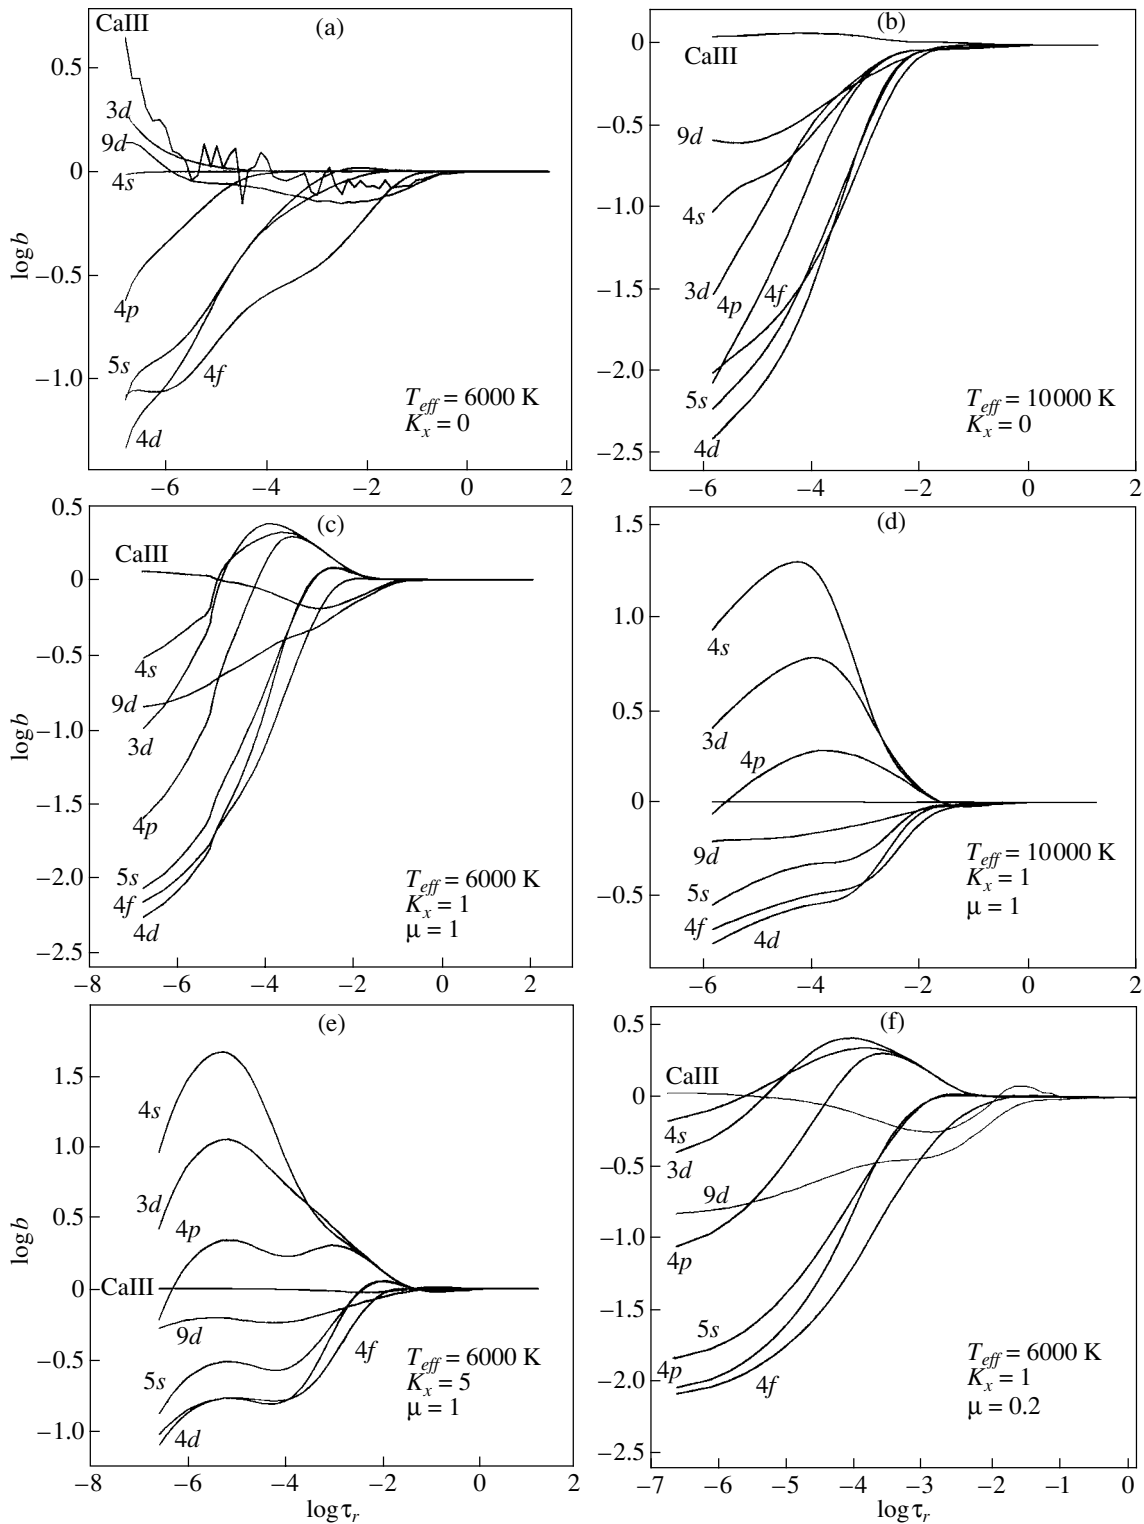 (a)
CaIII
0.5
3d
9d
0
4s
log b
−0.5
4p
5s
−1.0
4f
4d
T_eff = 6000 K
K_x = 0
−6 −4 −2 0 2
(b)
0
CaIII
−0.5
9d
−1.0
4s
−1.5
3d
4p
4f
−2.0
5s
4d
−2.5
T_eff = 10000 K
K_x = 0
−6 −4 −2 0 2
(c)
0.5
CaIII
0
4s
−0.5
9d
3d
log b
−1.0
−1.5
4p
5s
−2.0
4f
4d
−2.5
T_eff = 6000 K
K_x = 1
μ = 1
−8 −6 −4 −2 0 2
(d)
1.5
1.0
4s
0.5
3d
4p
0
9d
5s
−0.5
4f
4d
T_eff = 10000 K
K_x = 1
μ = 1
−6 −4 −2 0 2
(e)
1.5
4s
1.0
3d
0.5
4p
log b
0
CaIII
9d
−0.5
5s
4f
−1.0
4d
T_eff = 6000 K
K_x = 5
μ = 1
−8 −6 −4 −2 0 2
log τ_r
(f)
0.5
CaIII
0
4s
3d
−0.5
9d
−1.0
4p
−1.5
5s
4p
4f
−2.0
−2.5
T_eff = 6000 K
K_x = 1
μ = 0.2
−7 −6 −5 −4 −3 −2 −1 0
log τ_r